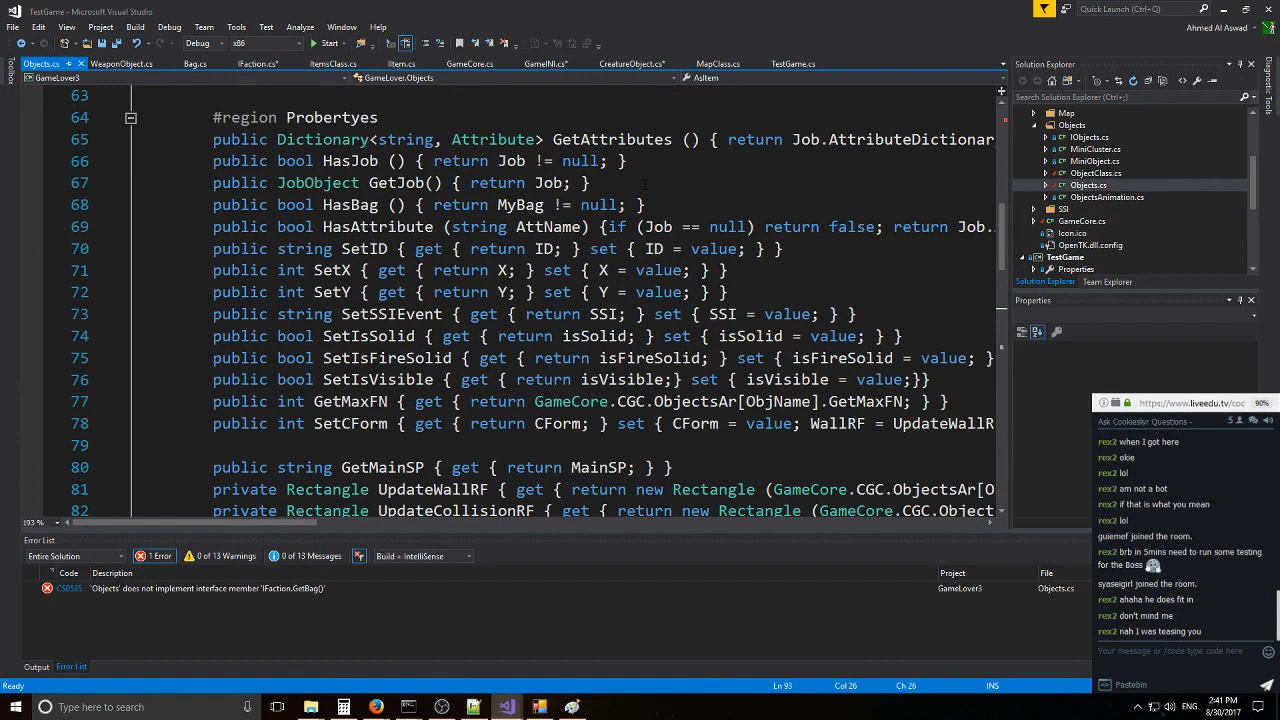 TestGame - Microsoft Visual Studio
Quick Launch (Ctrl+Q)
File Edit View Project Build Debug Team Tools Test Analyze Window Help
Ahmed Al Aswad
Debug x86 Start
Objects.cs WeaponObject.cs Bag.cs IFaction.cs* ItemsClass.cs IItem.cs GameCore.cs GameINI.cs* CreatureObject.cs* MapClass.cs TestGame.cs
GameLover3 GameLover.Objects AsItem
Toolbox
63
64 #region Probertyes
65 public Dictionary<string, Attribute> GetAttributes () { return Job.AttributeDictionar
66 public bool HasJob () { return Job != null; }
67 public JobObject GetJob() { return Job; }
68 public bool HasBag () { return MyBag != null; }
69 public bool HasAttribute (string AttName) {if (Job == null) return false; return Job.
70 public string SetID { get { return ID; } set { ID = value; } }
71 public int SetX { get { return X; } set { X = value; } }
72 public int SetY { get { return Y; } set { Y = value; } }
73 public string SetSSIEvent { get { return SSI; } set { SSI = value; } }
74 public bool SetIsSolid { get { return isSolid; } set { isSolid = value; } }
75 public bool SetIsFireSolid { get { return isFireSolid; } set { isFireSolid = value; }
76 public bool SetIsVisible { get { return isVisible;} set { isVisible = value;}}
77 public int GetMaxFN { get { return GameCore.CGC.ObjectsAr[ObjName].GetMaxFN; } }
78 public int SetCForm { get { return CForm; } set { CForm = value; WallRF = UpdateWallR
79
80 public string GetMainSP { get { return MainSP; } }
81 private Rectangle UpdateWallRF { get { return new Rectangle (GameCore.CGC.ObjectsAr[O
82 private Rectangle UpdateCollisionRF { get { return new Rectangle (GameCore.CGC.Object
193 %
Error List
Entire Solution 1 Error 0 of 13 Warnings 0 of 13 Messages Build + IntelliSense
Code Description Project File
CS0535 'Objects' does not implement interface member 'IFaction.GetBag()' GameLover3 Objects.cs
Output Error List
Ready Ln 93 Col 26 Ch 26 INS
Solution Explorer
Search Solution Explorer (Ctrl+;)
Map
Objects
IObjects.cs
MiniCluster.cs
MiniObject.cs
ObjectClass.cs
Objects.cs
ObjectsAnimation.cs
SSI
GameCore.cs
Icon.ico
OpenTK.dll.config
TestGame
Properties
Solution Explorer Team Explorer
Properties
Diagnostic Tools
https://www.liveedu.tv/coc 90%
Ask Cookieslyr Questions - 5
rex2 when I got here
rex2 okie
rex2 lol
rex2 am not a bot
rex2 if that is what you mean
rex2 lol
guiemef joined the room.
rex2 brb in 5mins need to run some testing
for the Boss
syaseigirl joined the room.
rex2 ahaha he does fit in
rex2 don't mind me
rex2 nah I was teasing you
Your message or /code type code here
Pastebin
Type here to search
ENG
2:41 PM
8/30/2017